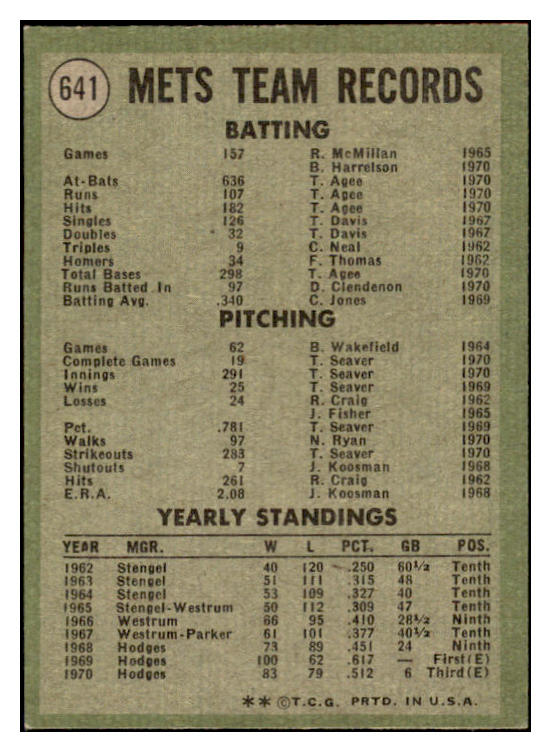 641 METS TEAM RECORDS
BATTING
Games 157 R. McMillan 1965
B. Harrelson 1970
At-Bats 636 T. Agee 1970
Runs 107 T. Agee 1970
Hits 182 T. Agee 1970
Singles 126 T. Davis 1967
Doubles 32 T. Davis 1967
Triples 9 C. Neal 1962
Homers 34 F. Thomas 1962
Total Bases 298 T. Agee 1970
Runs Batted In 97 D. Clendenon 1970
Batting Avg. .340 C. Jones 1969
PITCHING
Games 62 B. Wakefield 1964
Complete Games 19 T. Seaver 1970
Innings 291 T. Seaver 1970
Wins 25 T. Seaver 1969
Losses 24 R. Craig 1962
J. Fisher 1965
Pct. .781 T. Seaver 1969
Walks 97 N. Ryan 1970
Strikeouts 283 T. Seaver 1970
Shutouts 7 J. Koosman 1968
Hits 261 R. Craig 1962
E.R.A. 2.08 J. Koosman 1968
YEARLY STANDINGS
YEAR MGR. W L PCT. GB POS.
1962 Stengel 40 120 .250 60½ Tenth
1963 Stengel 51 111 .315 48 Tenth
1964 Stengel 53 109 .327 40 Tenth
1965 Stengel-Westrum 50 112 .309 47 Tenth
1966 Westrum 66 95 .410 28½ Ninth
1967 Westrum-Parker 61 101 .377 40½ Tenth
1968 Hodges 73 89 .451 24 Ninth
1969 Hodges 100 62 .617 — First(E)
1970 Hodges 83 79 .512 6 Third(E)
** ©T.C.G. PRTD. IN U.S.A.